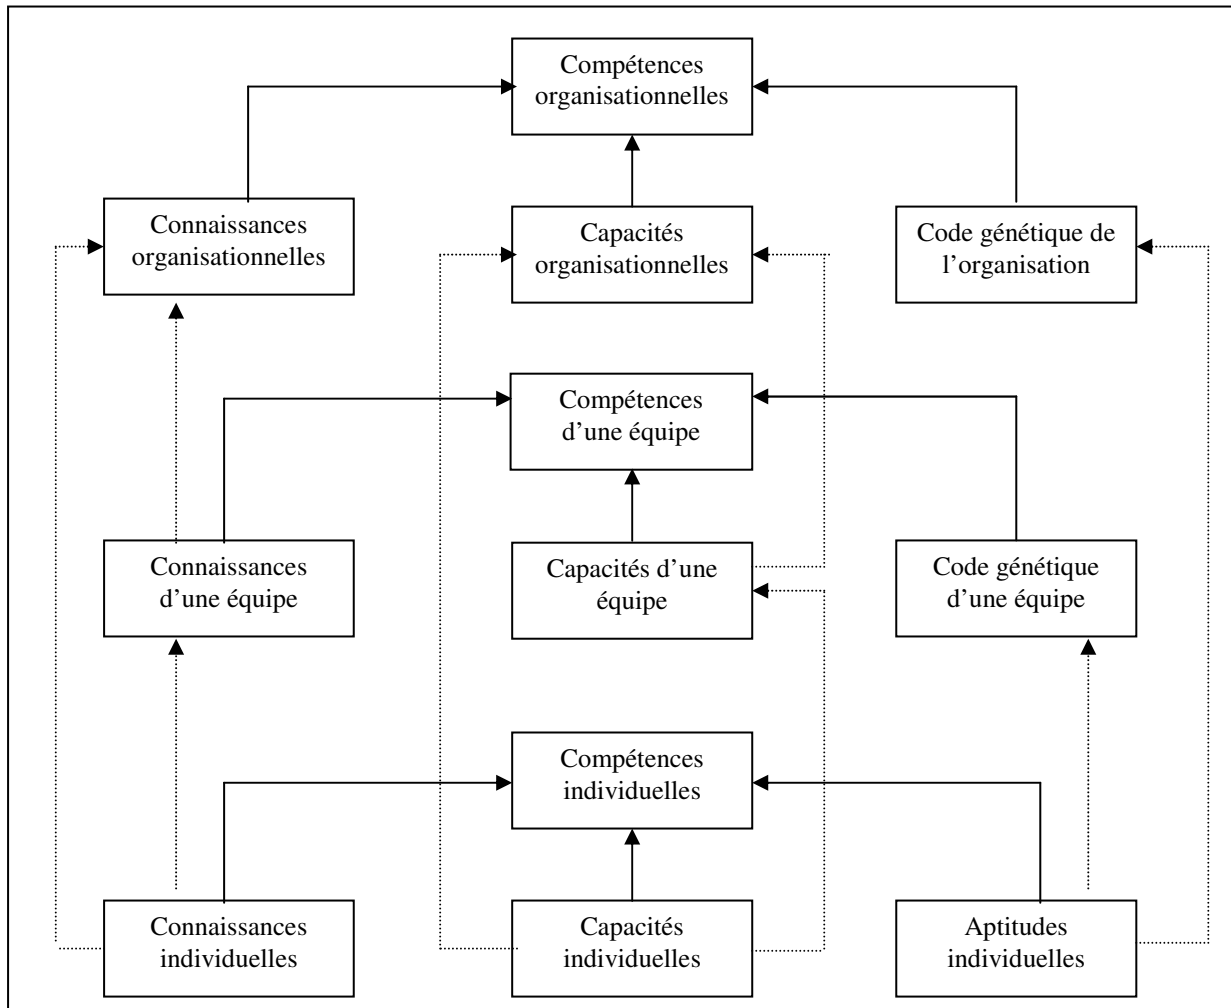 Compétences
organisationnelles
Connaissances
organisationnelles
Capacités
organisationnelles
Code génétique de
l’organisation
Compétences
d’une équipe
Connaissances
d’une équipe
Capacités d’une
équipe
Code génétique
d’une équipe
Compétences
individuelles
Connaissances
individuelles
Capacités
individuelles
Aptitudes
individuelles